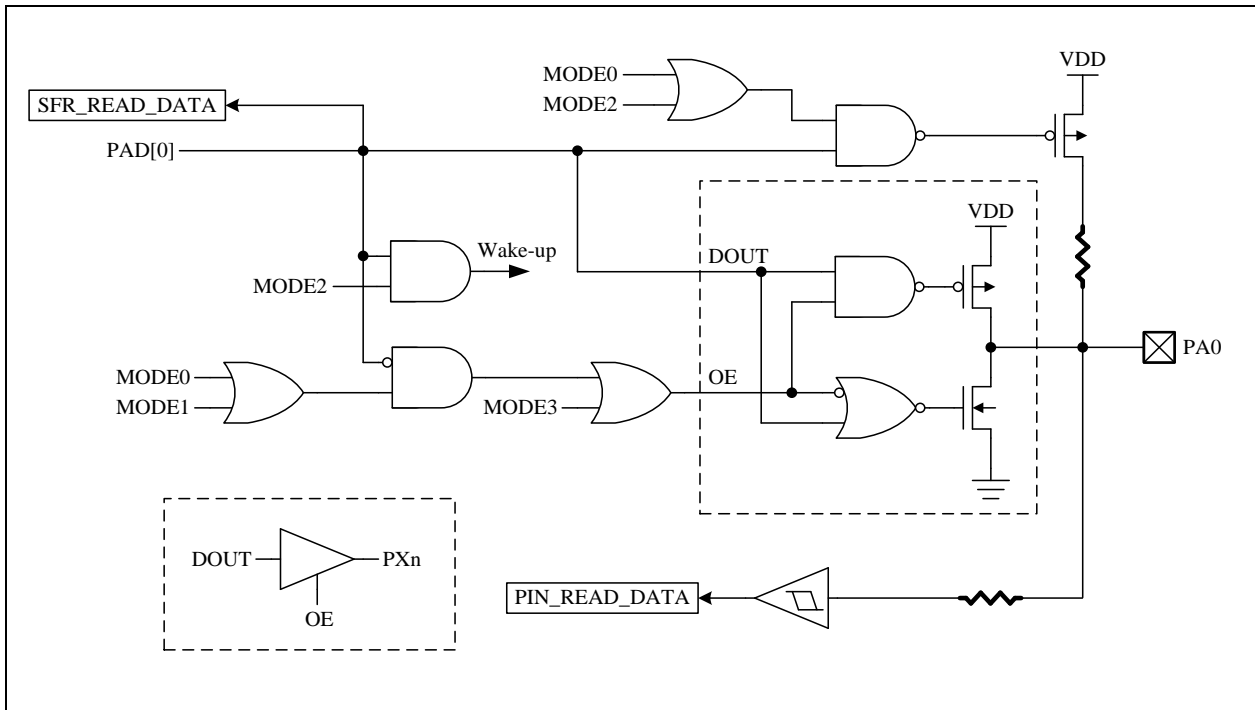 MODE0
MODE2
VDD
SFR_READ_DATA
PAD[0]
VDD
Wake-up
DOUT
MODE2
PA0
MODE0
MODE1
MODE3
OE
DOUT
PXn
OE
PIN_READ_DATA